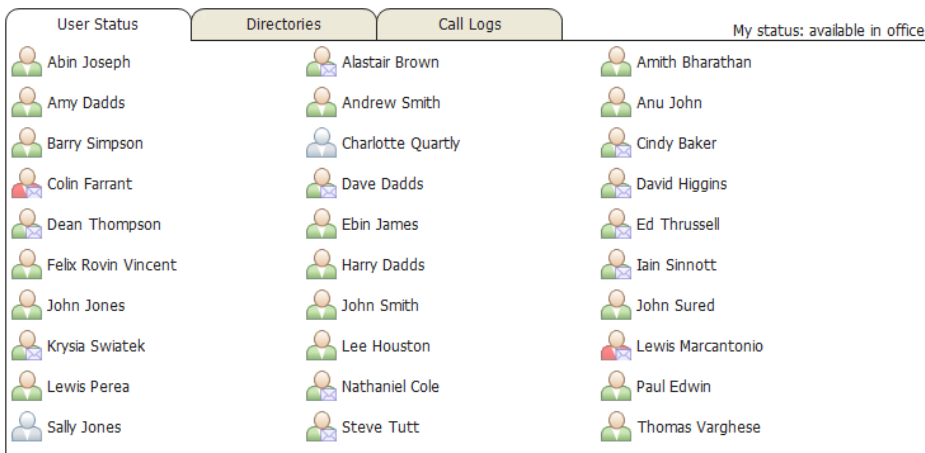 User Status Directories Call Logs My status: available in office
Abin Joseph Alastair Brown Amith Bharathan
Amy Dadds Andrew Smith Anu John
Barry Simpson Charlotte Quartly Cindy Baker
Colin Farrant Dave Dadds David Higgins
Dean Thompson Ebin James Ed Thrussell
Felix Rovin Vincent Harry Dadds Iain Sinnott
John Jones John Smith John Sured
Krysia Swiatek Lee Houston Lewis Marcantonio
Lewis Perea Nathaniel Cole Paul Edwin
Sally Jones Steve Tutt Thomas Varghese